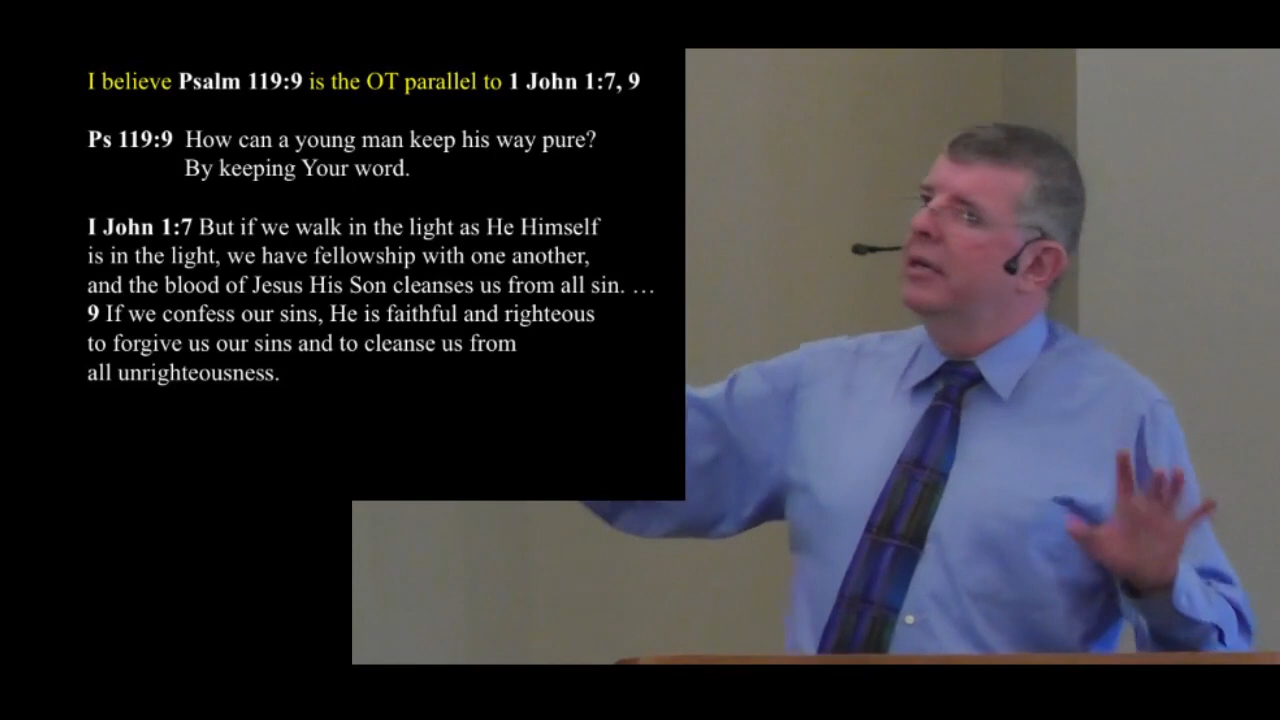 I believe Psalm 119:9 is the OT parallel to 1 John 1:7, 9
Ps 119:9 How can a young man keep his way pure?
By keeping Your word.
I John 1:7 But if we walk in the light as He Himself
is in the light, we have fellowship with one another,
and the blood of Jesus His Son cleanses us from all sin. …
9 If we confess our sins, He is faithful and righteous
to forgive us our sins and to cleanse us from
all unrighteousness.